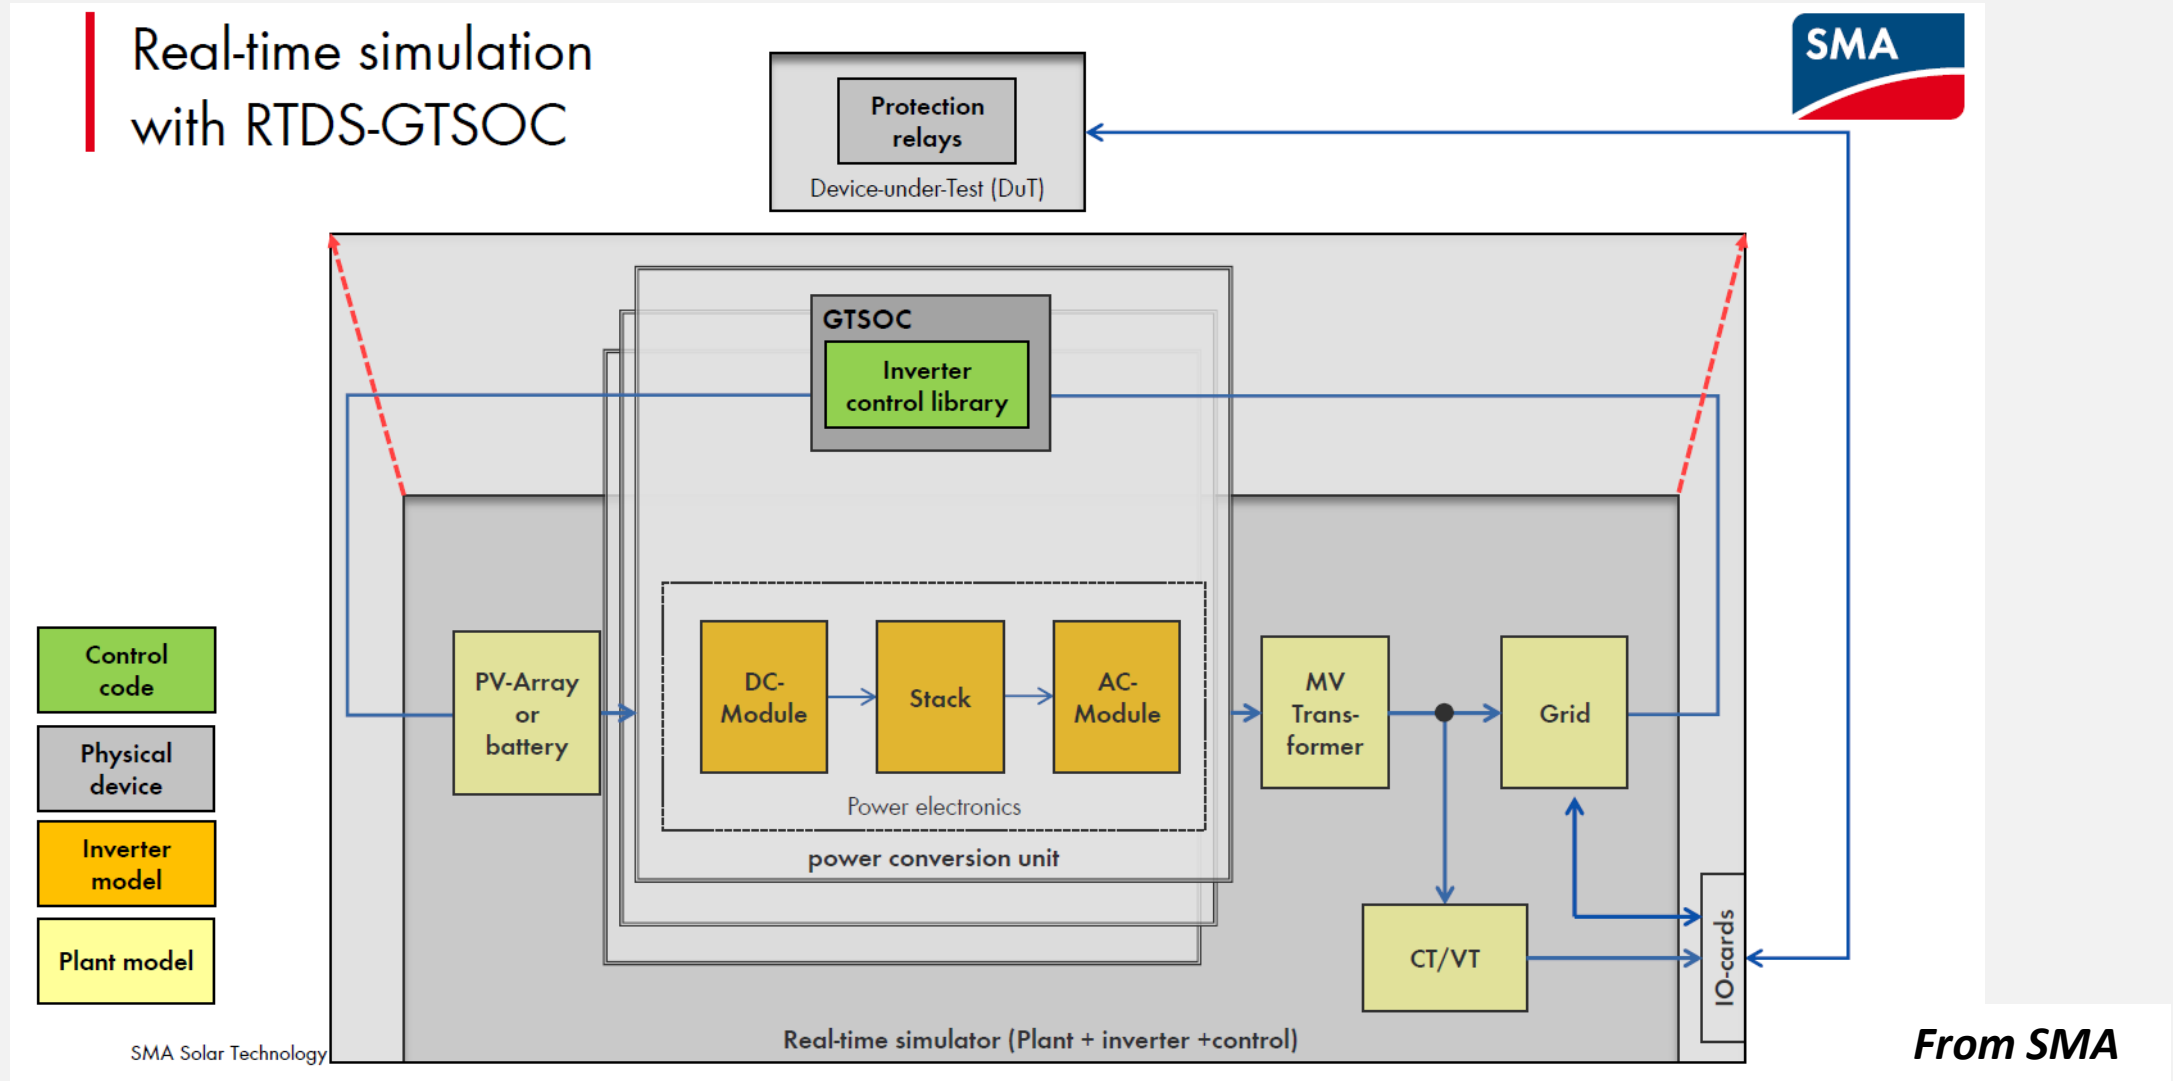 Real-time simulation
with RTDS-GTSOC
SMA
Protection
relays
Device-under-Test (DuT)
GTSOC
Inverter
control library
PV-Array
or
battery
DC-
Module
Stack
AC-
Module
Power electronics
power conversion unit
MV
Trans-
former
Grid
CT/VT
IO-cards
Real-time simulator (Plant + inverter +control)
Control
code
Physical
device
Inverter
model
Plant model
SMA Solar Technology
From SMA